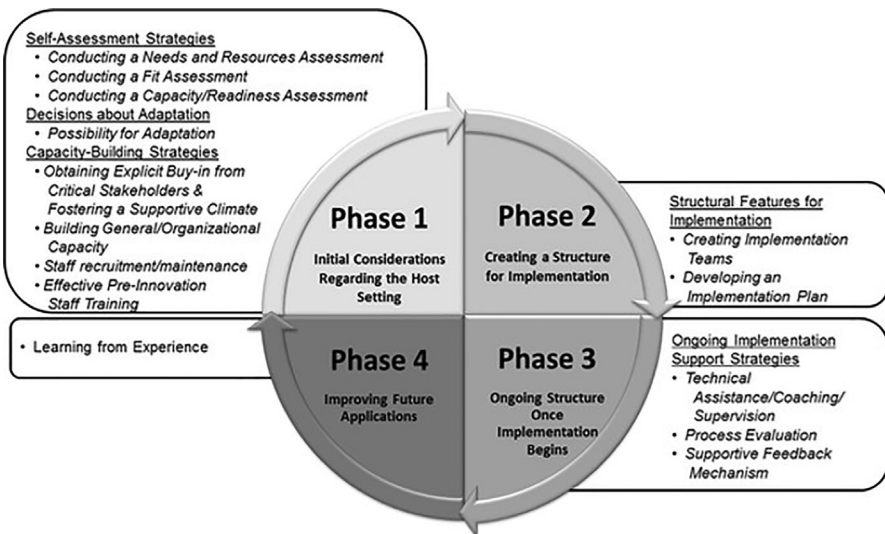 Self-Assessment Strategies
• Conducting a Needs and Resources Assessment
• Conducting a Fit Assessment
• Conducting a Capacity/Readiness Assessment
Decisions about Adaptation
• Possibility for Adaptation
Capacity-Building Strategies
• Obtaining Explicit Buy-in from
Critical Stakeholders &
Fostering a Supportive Climate
• Building General/Organizational
Capacity
• Staff recruitment/maintenance
• Effective Pre-Innovation
Staff Training
Phase 1
Initial Considerations
Regarding the Host
Setting
Phase 2
Creating a Structure
for Implementation
Structural Features for
Implementation
• Creating Implementation
Teams
• Developing an
Implementation Plan
Phase 3
Ongoing Structure
Once
Implementation
Begins
Ongoing Implementation
Support Strategies
• Technical
Assistance/Coaching/
Supervision
• Process Evaluation
• Supportive Feedback
Mechanism
Phase 4
Improving Future
Applications
• Learning from Experience